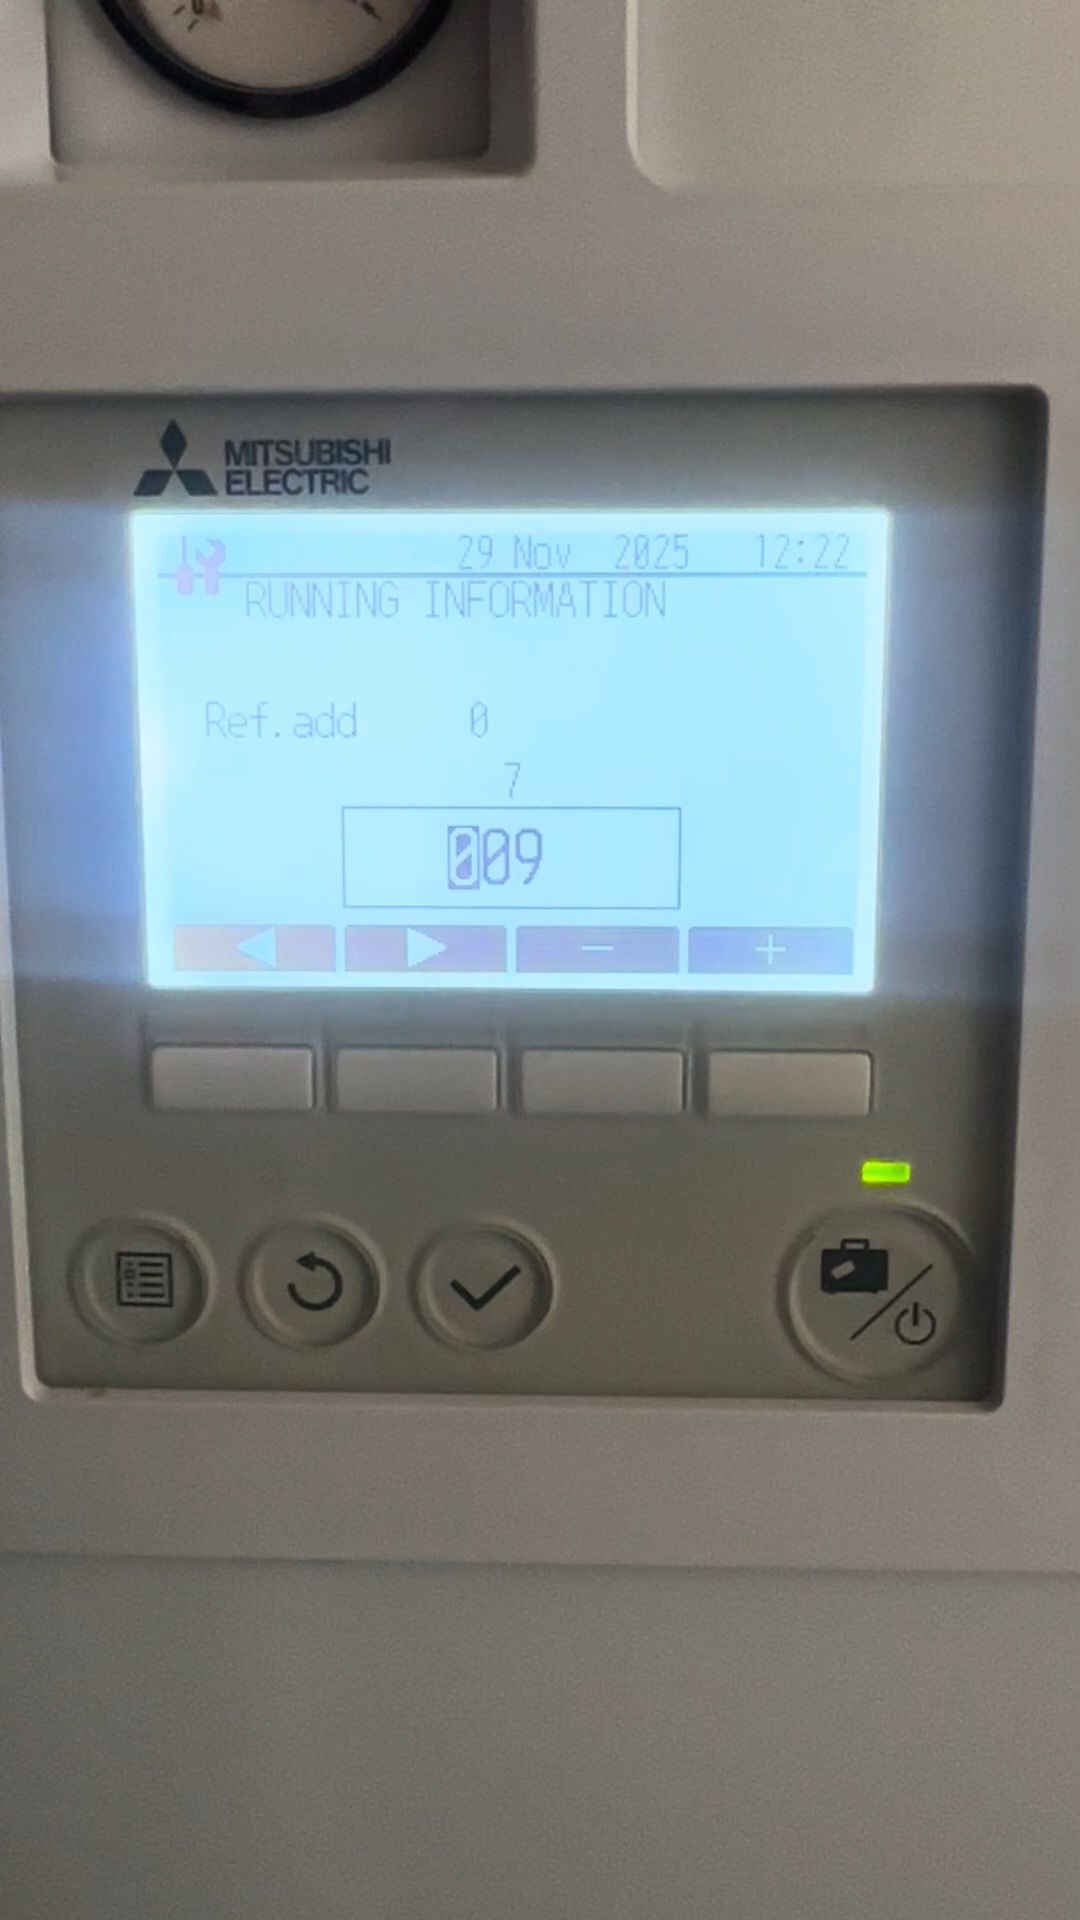 MITSUBISHI
ELECTRIC
29 Nov 2025 12:22
RUNNING INFORMATION
Ref.add 0
7
009
- +